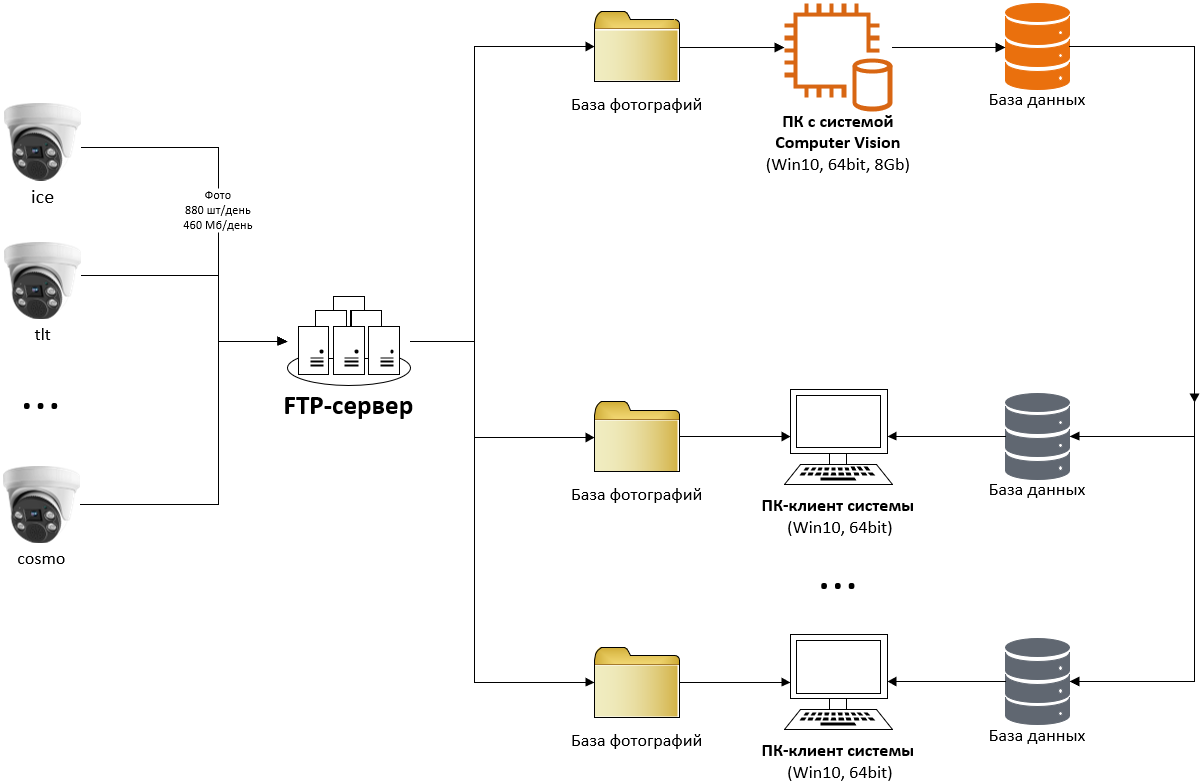 ice
Фото
880 шт/день
460 Мб/день
tlt
...
cosmo
FTP-сервер
База фотографий
ПК с системой
Computer Vision
(Win10, 64bit, 8Gb)
База данных
База фотографий
ПК-клиент системы
(Win10, 64bit)
База данных
...
База фотографий
ПК-клиент системы
(Win10, 64bit)
База данных